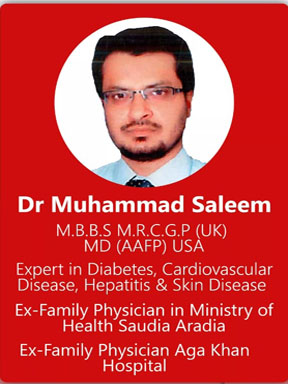 Dr Muhammad Saleem
M.B.B.S M.R.C.G.P (UK)
MD (AAFP) USA
Expert in Diabetes, Cardiovascular
Disease, Hepatitis & Skin Disease
Ex-Family Physician in Ministry of
Health Saudia Aradia
Ex-Family Physician Aga Khan
Hospital